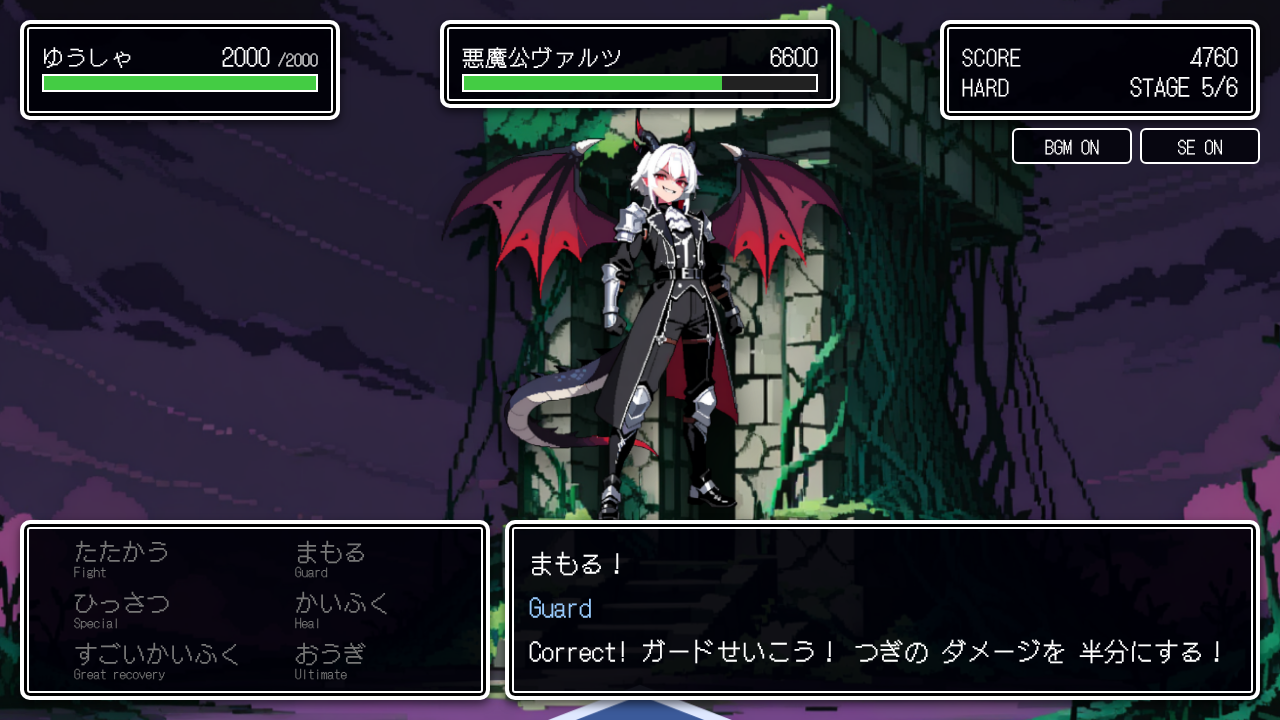 ゆうしゃ 2000 /2000
悪魔公ヴァルツ 6600
SCORE 4760
HARD STAGE 5/6
BGM ON SE ON
たたかう まもる
Fight Guard
ひっさつ かいふく
Special Heal
すごいかいふく おうぎ
Great recovery Ultimate
まもる！
Guard
Correct! ガードせいこう！ つぎの ダメージを 半分にする！